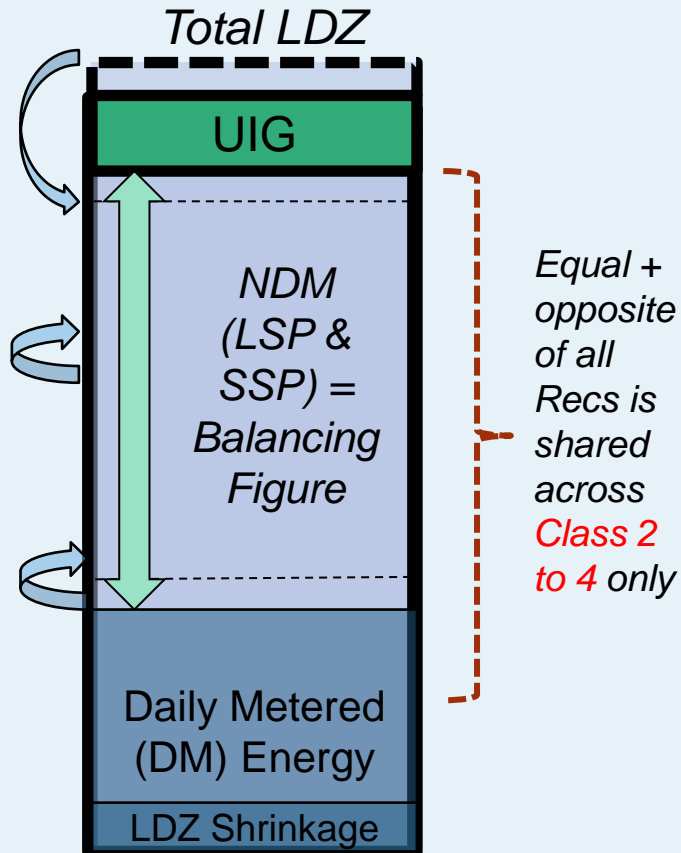 Total LDZ
UIG
NDM
(LSP &
SSP) =
Balancing
Figure
Equal +
opposite
of all
Recs is
shared
across
Class 2
to 4 only
Daily Metered
(DM) Energy
LDZ Shrinkage